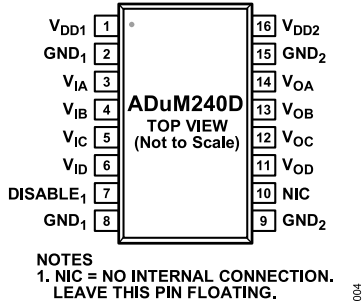 VDD1 1 16 VDD2
GND1 2 15 GND2
VIA 3 14 VOA
VIB 4 13 VOB
VIC 5 12 VOC
VID 6 11 VOD
DISABLE1 7 10 NIC
GND1 8 9 GND2
ADuM240D
TOP VIEW
(Not to Scale)
NOTES
1. NIC = NO INTERNAL CONNECTION.
LEAVE THIS PIN FLOATING.
004